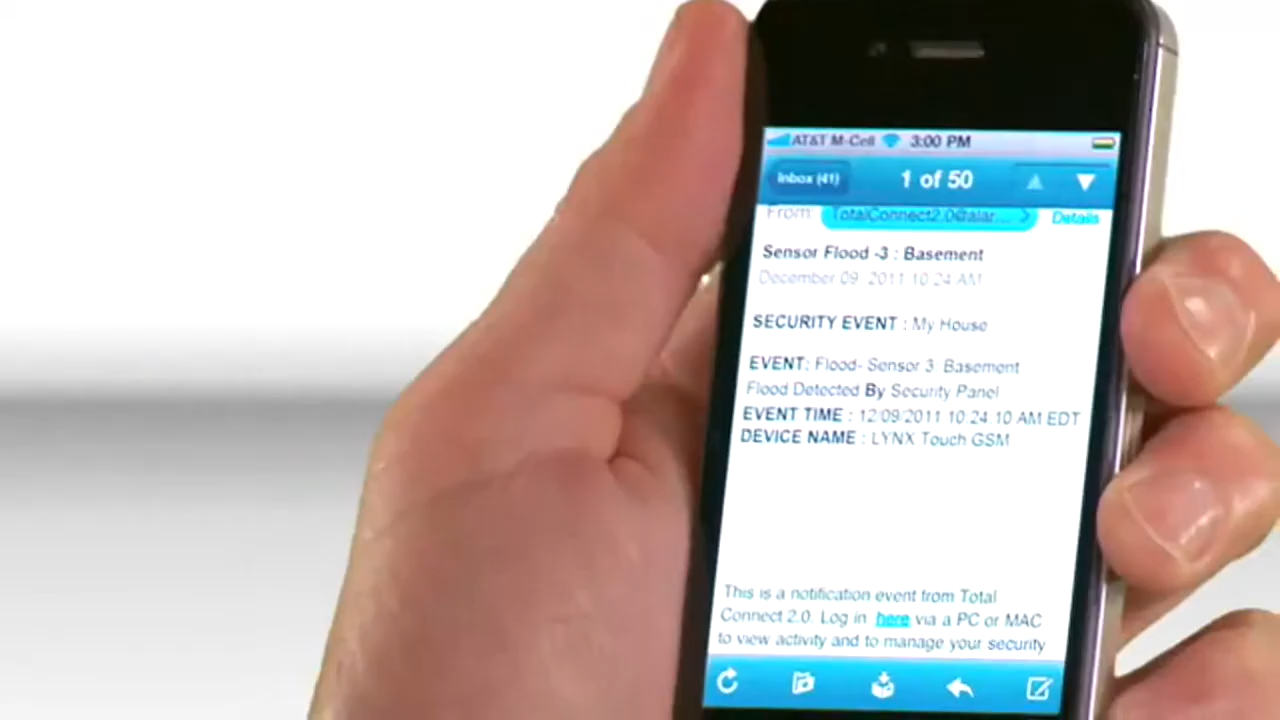 AT&T M-Cell 3:00 PM
Inbox (41) 1 of 50
From: TotalConnect2.0@alar... Details
Sensor Flood -3 : Basement
December 09, 2011 10:24 AM
SECURITY EVENT : My House
EVENT: Flood- Sensor 3 Basement
Flood Detected By Security Panel
EVENT TIME : 12/09/2011 10:24:10 AM EDT
DEVICE NAME : LYNX Touch GSM
This is a notification event from Total
Connect 2.0. Log in here via a PC or MAC
to view activity and to manage your security